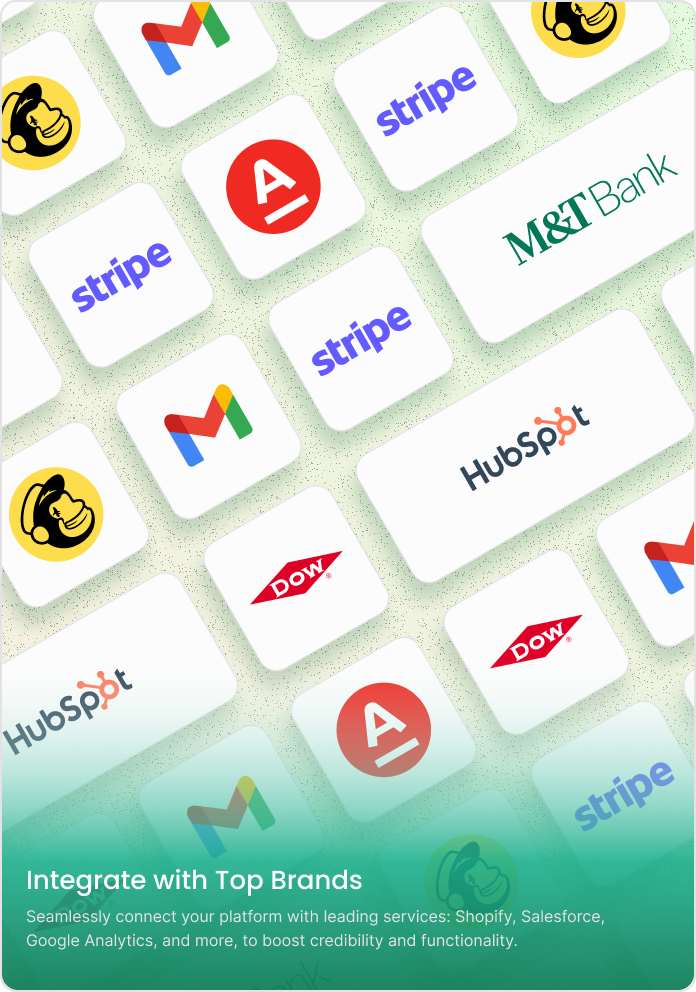 stripe
M&T Bank
stripe
stripe
HubSpot
DOW®
DOW®
HubSpot
stripe
DOW
Integrate with Top Brands
Seamlessly connect your platform with leading services: Shopify, Salesforce,
Google Analytics, and more, to boost credibility and functionality.
Bank